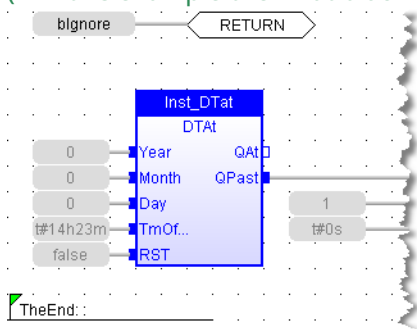 bIgnore RETURN
Inst_DTat
DTAt
0 Year QAt
0 Month QPast
0 Day 1
t#14h23m TmOf... t#0s
false RST
TheEnd: :